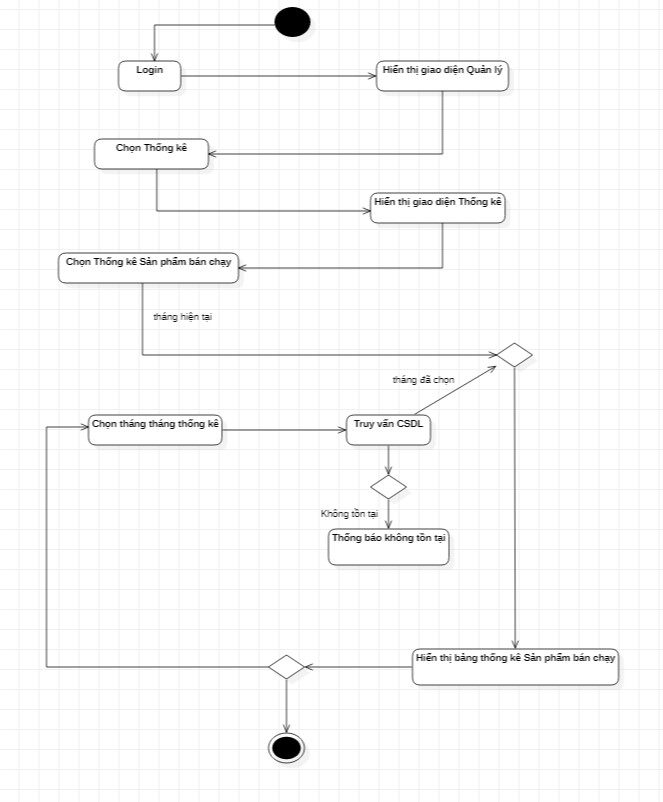 Login
Hiển thị giao diện Quản lý
Chọn Thống kê
Hiển thị giao diện Thống kê
Chọn Thống kê Sản phẩm bán chạy
tháng hiện tại
tháng đã chọn
Chọn tháng tháng thống kê
Truy vấn CSDL
Không tồn tại
Thông báo không tồn tại
Hiển thị bảng thống kê Sản phẩm bán chạy